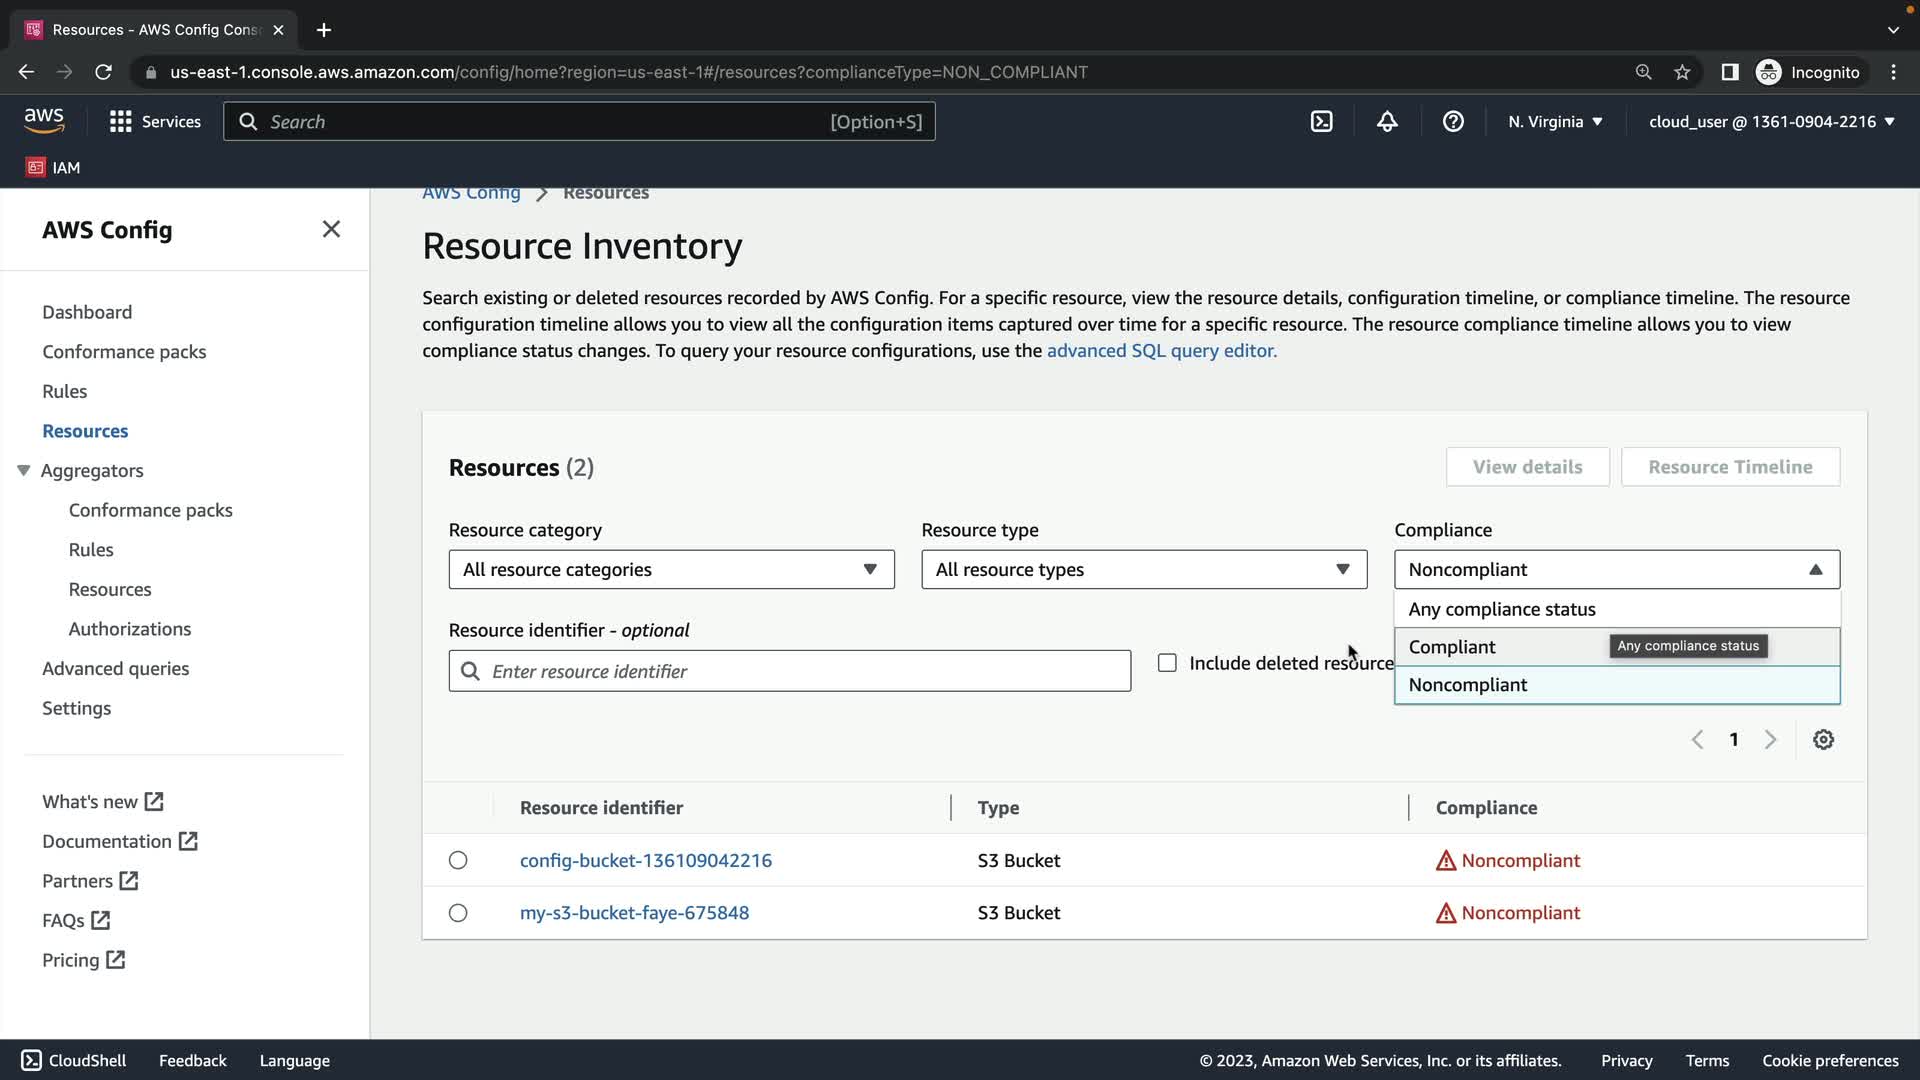 Resources - AWS Config Cons
us-east-1.console.aws.amazon.com/config/home?region=us-east-1#/resources?complianceType=NON_COMPLIANT
Incognito
aws
Services
Search
[Option+S]
N. Virginia
cloud_user @ 1361-0904-2216
IAM
AWS Config
Resources
AWS Config
Dashboard
Conformance packs
Rules
Resources
Aggregators
Conformance packs
Rules
Resources
Authorizations
Advanced queries
Settings
What's new
Documentation
Partners
FAQs
Pricing
Resource Inventory
Search existing or deleted resources recorded by AWS Config. For a specific resource, view the resource details, configuration timeline, or compliance timeline. The resource
configuration timeline allows you to view all the configuration items captured over time for a specific resource. The resource compliance timeline allows you to view
compliance status changes. To query your resource configurations, use the advanced SQL query editor.
Resources (2)
View details
Resource Timeline
Resource category
Resource type
Compliance
All resource categories
All resource types
Noncompliant
Any compliance status
Compliant
Any compliance status
Noncompliant
Resource identifier - optional
Enter resource identifier
Include deleted resource
1
Resource identifier
Type
Compliance
config-bucket-136109042216
S3 Bucket
Noncompliant
my-s3-bucket-faye-675848
S3 Bucket
Noncompliant
CloudShell
Feedback
Language
© 2023, Amazon Web Services, Inc. or its affiliates.
Privacy
Terms
Cookie preferences